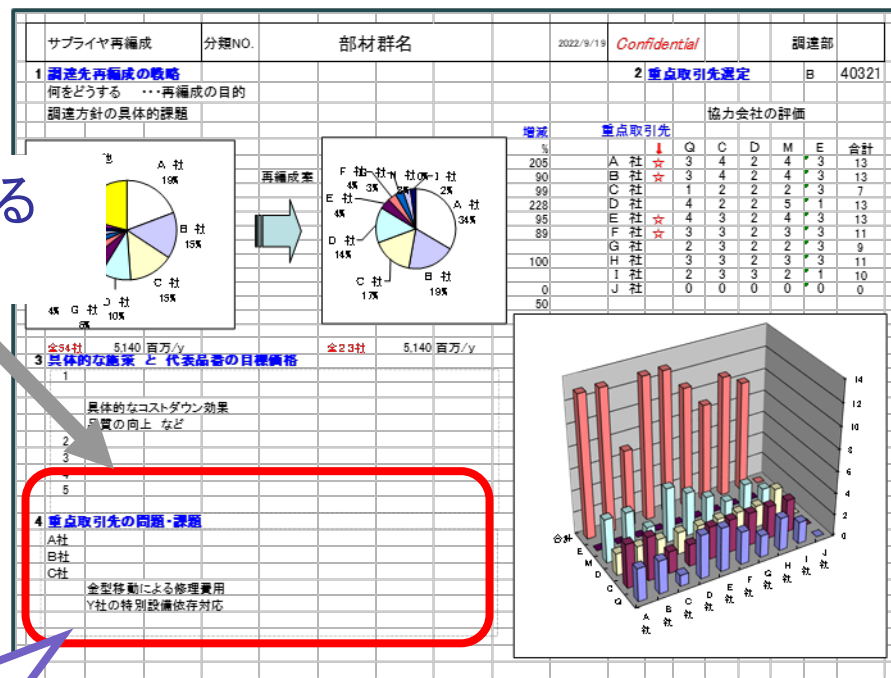 サプライヤ再編成 分類NO. 部材群名 2022/9/19 Confidential 調達部
1 調達先再編成の戦略
何をどうする ・・・再編成の目的
調達方針の具体的課題
2 重点取引先選定 B 40321
協力会社の評価
増減 重点取引先
% ↓ Q C D M E 合計
205 A 社 ☆ 3 4 2 4 3 13
90 B 社 ☆ 3 4 2 4 3 13
99 C 社 1 2 2 2 3 7
228 D 社 4 2 2 5 1 13
95 E 社 ☆ 4 3 2 4 3 13
89 F 社 ☆ 3 3 2 3 3 11
G 社 2 3 2 2 3 9
100 H 社 3 3 2 3 3 11
I 社 2 3 3 2 1 10
0 J 社 0 0 0 0 0 0
50
る
他
A 社
19%
B 社
15%
C 社
15%
D 社
10%
G 社
4%
再編成案
A 社
34%
B 社
19%
C 社
17%
D 社
14%
E 社
4%
F 社
4%
3%
2%
全54社 5,140 百万/y
全23社 5,140 百万/y
3 具体的な施策 と 代表品番の目標価格
1
具体的なコストダウン効果
品質の向上 など
2
3
4
5
4 重点取引先の問題・課題
A社
B社
C社
金型移動による修理費用
Y社の特別設備依存対応
14
12
10
8
6
4
2
0
合計
E
M
D
C
Q
A 社
B 社
C 社
D 社
E 社
F 社
G 社
H 社
I 社
J 社